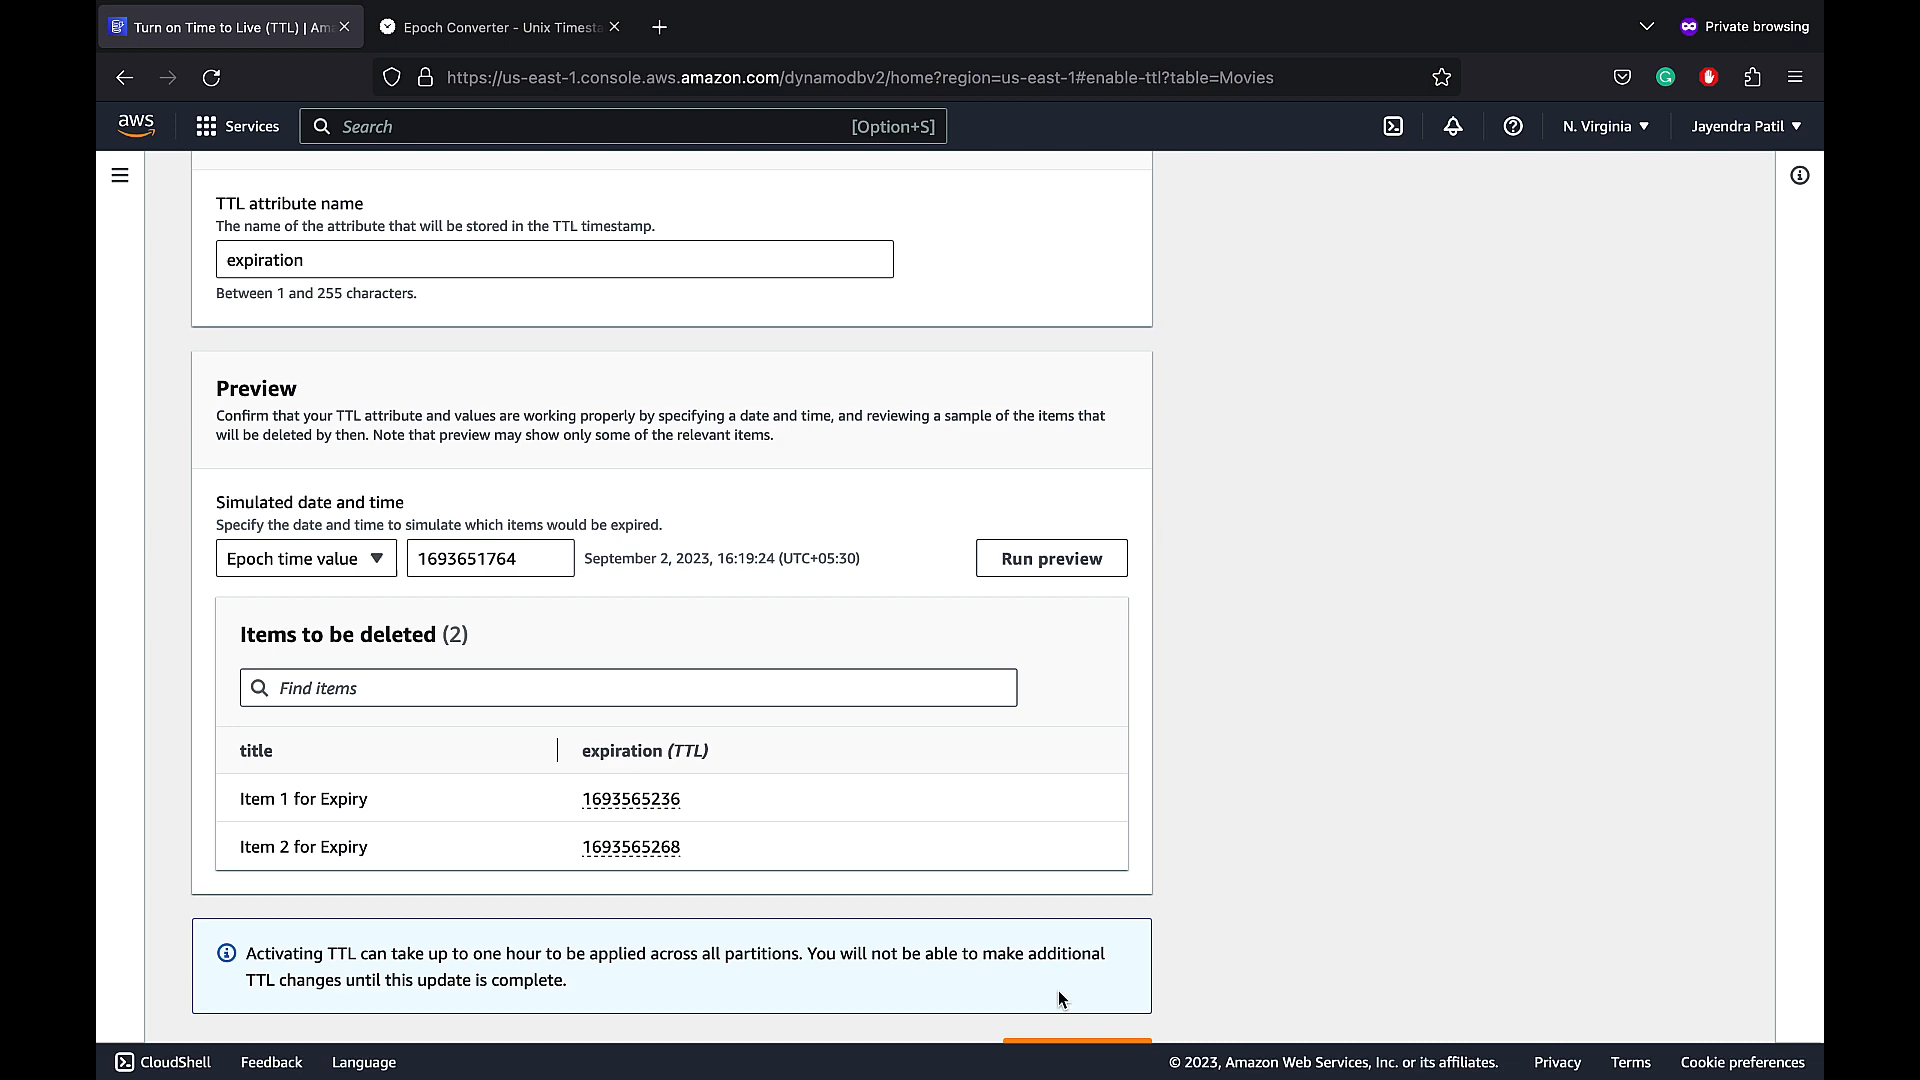 Turn on Time to Live (TTL) | Am
Epoch Converter - Unix Timest
Private browsing
https://us-east-1.console.aws.amazon.com/dynamodbv2/home?region=us-east-1#enable-ttl?table=Movies
aws
Services
Search
[Option+S]
N. Virginia
Jayendra Patil
TTL attribute name
The name of the attribute that will be stored in the TTL timestamp.
expiration
Between 1 and 255 characters.
Preview
Confirm that your TTL attribute and values are working properly by specifying a date and time, and reviewing a sample of the items that
will be deleted by then. Note that preview may show only some of the relevant items.
Simulated date and time
Specify the date and time to simulate which items would be expired.
Epoch time value
1693651764
September 2, 2023, 16:19:24 (UTC+05:30)
Run preview
Items to be deleted (2)
Find items
title
expiration (TTL)
Item 1 for Expiry
1693565236
Item 2 for Expiry
1693565268
Activating TTL can take up to one hour to be applied across all partitions. You will not be able to make additional
TTL changes until this update is complete.
CloudShell
Feedback
Language
© 2023, Amazon Web Services, Inc. or its affiliates.
Privacy
Terms
Cookie preferences